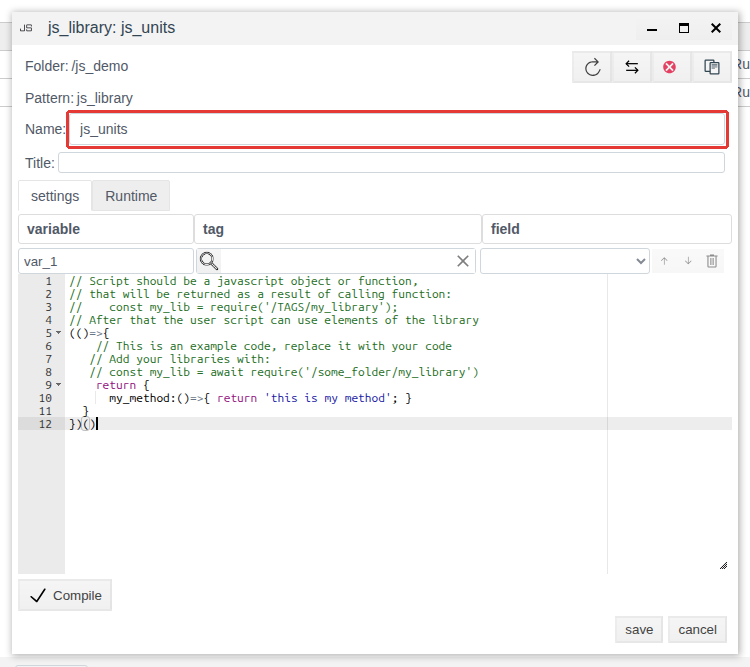 JS js_library: js_units
Folder: /js_demo
Pattern: js_library
Name: js_units
Title:
settings Runtime
variable tag field
var_1
1 // Script should be a javascript object or function,
2 // that will be returned as a result of calling function:
3 // const my_lib = require('/TAGS/my_library');
4 // After that the user script can use elements of the library
5 (()=>{
6 // This is an example code, replace it with your code
7 // Add your libraries with:
8 // const my_lib = await require('/some_folder/my_library')
9 return {
10 my_method:()=>{ return 'this is my method'; }
11 }
12 })()
Compile
save cancel
Ru
Ru